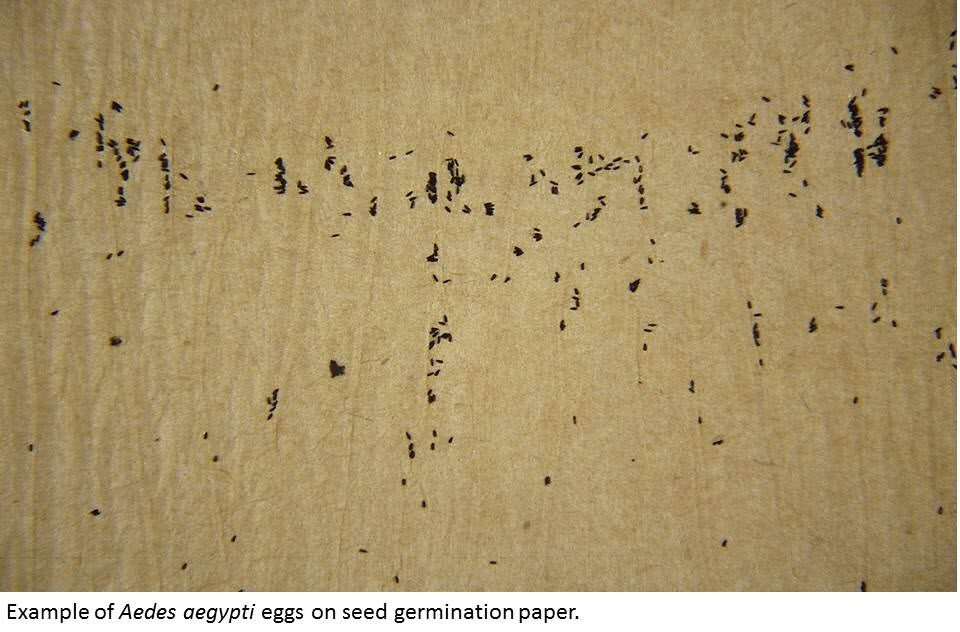 Example of Aedes aegypti eggs on seed germination paper.